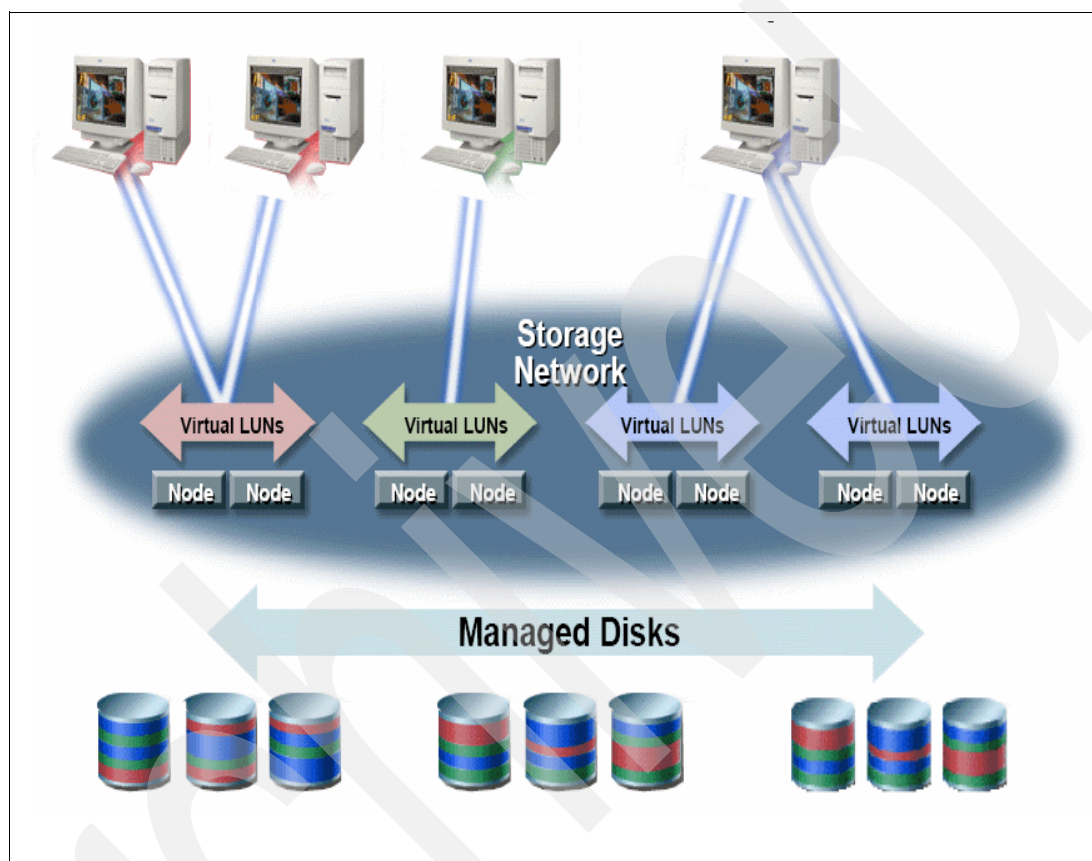 Storage
Network
Virtual LUNs
Virtual LUNs
Virtual LUNs
Virtual LUNs
Node
Node
Node
Node
Node
Node
Node
Node
Managed Disks